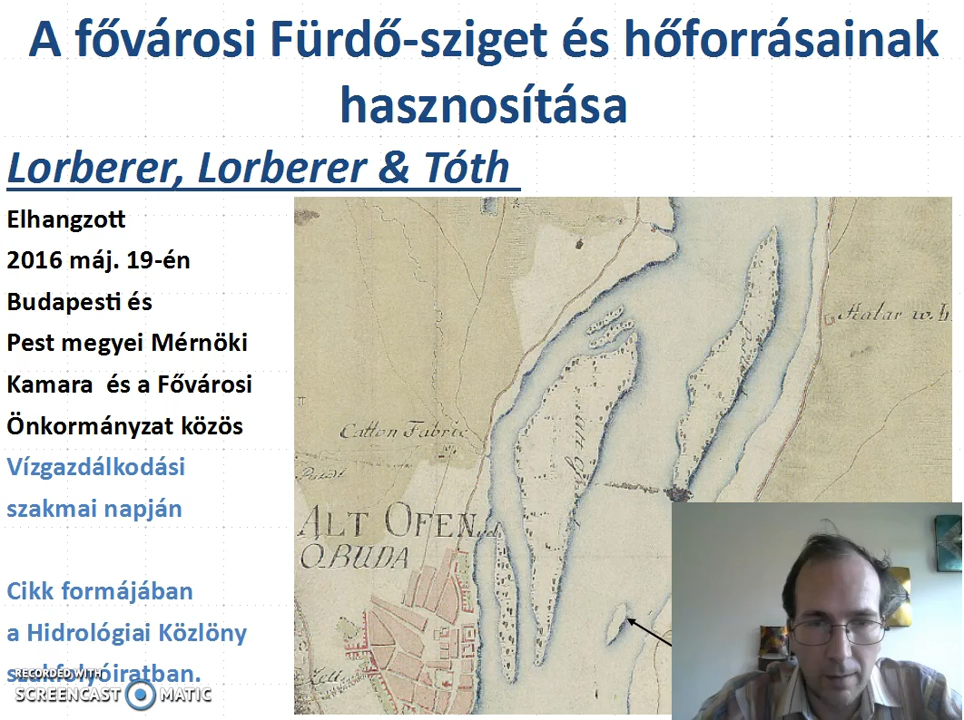 A fővárosi Fürdő-sziget és hőforrásainak
hasznosítása
Lorberer, Lorberer & Tóth
Elhangzott
2016 máj. 19-én
Budapesti és
Pest megyei Mérnöki
Kamara és a Fővárosi
Önkormányzat közös
Vízgazdálkodási
szakmai napján
Cikk formájában
a Hidrológiai Közlöny
szakfolyóiratban.
Catton Fabric
ALT OFEN
O.BUDA
RECORDED WITH
SCREENCAST MATIC